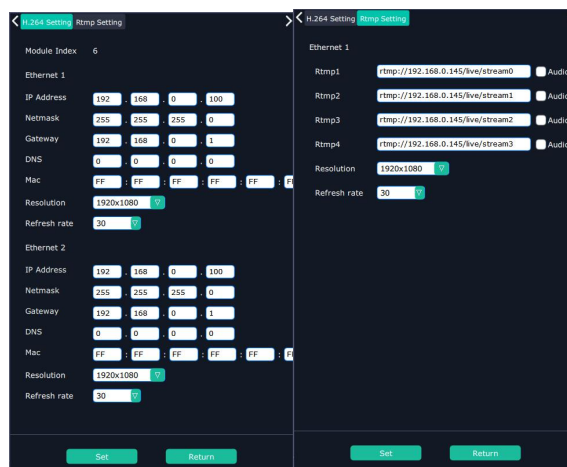 H.264 Setting Rtmp Setting
Module Index 6
Ethernet 1
IP Address 192 . 168 . 0 . 100
Netmask 255 . 255 . 255 . 0
Gateway 192 . 168 . 0 . 1
DNS 0 . 0 . 0 . 0
Mac FF : FF : FF : FF : FF : FF
Resolution 1920x1080
Refresh rate 30
Ethernet 2
IP Address 192 . 168 . 0 . 100
Netmask 255 . 255 . 255 . 0
Gateway 192 . 168 . 0 . 1
DNS 0 . 0 . 0 . 0
Mac FF : FF : FF : FF : FF : FF
Resolution 1920x1080
Refresh rate 30
Set Return
H.264 Setting Rtmp Setting
Ethernet 1
Rtmp1 rtmp://192.168.0.145/live/stream0 Audio
Rtmp2 rtmp://192.168.0.145/live/stream1 Audio
Rtmp3 rtmp://192.168.0.145/live/stream2 Audio
Rtmp4 rtmp://192.168.0.145/live/stream3 Audio
Resolution 1920x1080
Refresh rate 30
Set Return